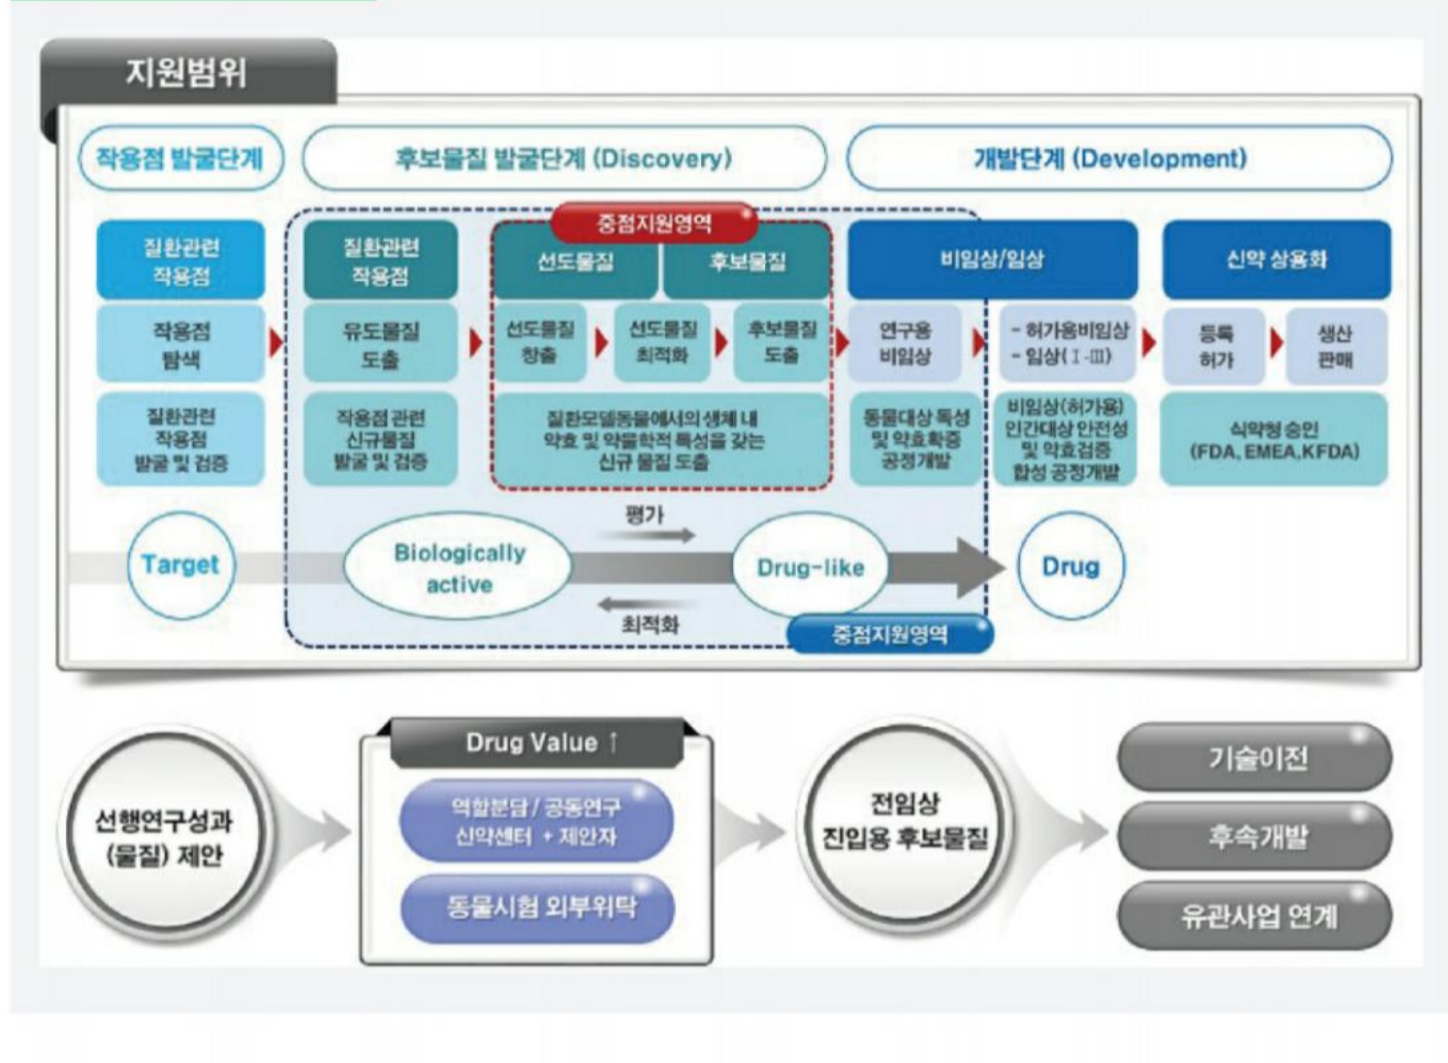 지원범위
작용점 발굴단계
후보물질 발굴단계 (Discovery)
개발단계 (Development)
중점지원영역
질환관련
작용점
질환관련
작용점
선도물질
후보물질
비임상/임상
신약 상용화
작용점
탐색
유도물질
도출
선도물질
창출
선도물질
최적화
후보물질
도출
연구용
비임상
- 허가용비임상
- 임상(Ⅰ-Ⅲ)
등록
허가
생산
판매
질환관련
작용점
발굴 및 검증
작용점 관련
신규물질
발굴 및 검증
질환모델동물에서의 생체 내
약효 및 약물학적 특성을 갖는
신규 물질 도출
동물대상 독성
및 약효확증
공정개발
비임상(허가용)
인간대상 안전성
및 약효검증
합성 공정개발
식약청 승인
(FDA, EMEA,KFDA)
평가
Target
Biologically
active
Drug-like
Drug
최적화
중점지원영역
선행연구성과
(물질) 제안
Drug Value ↑
역할분담 / 공동연구
신약센터 + 제안자
동물시험 외부위탁
전임상
진입용 후보물질
기술이전
후속개발
유관사업 연계